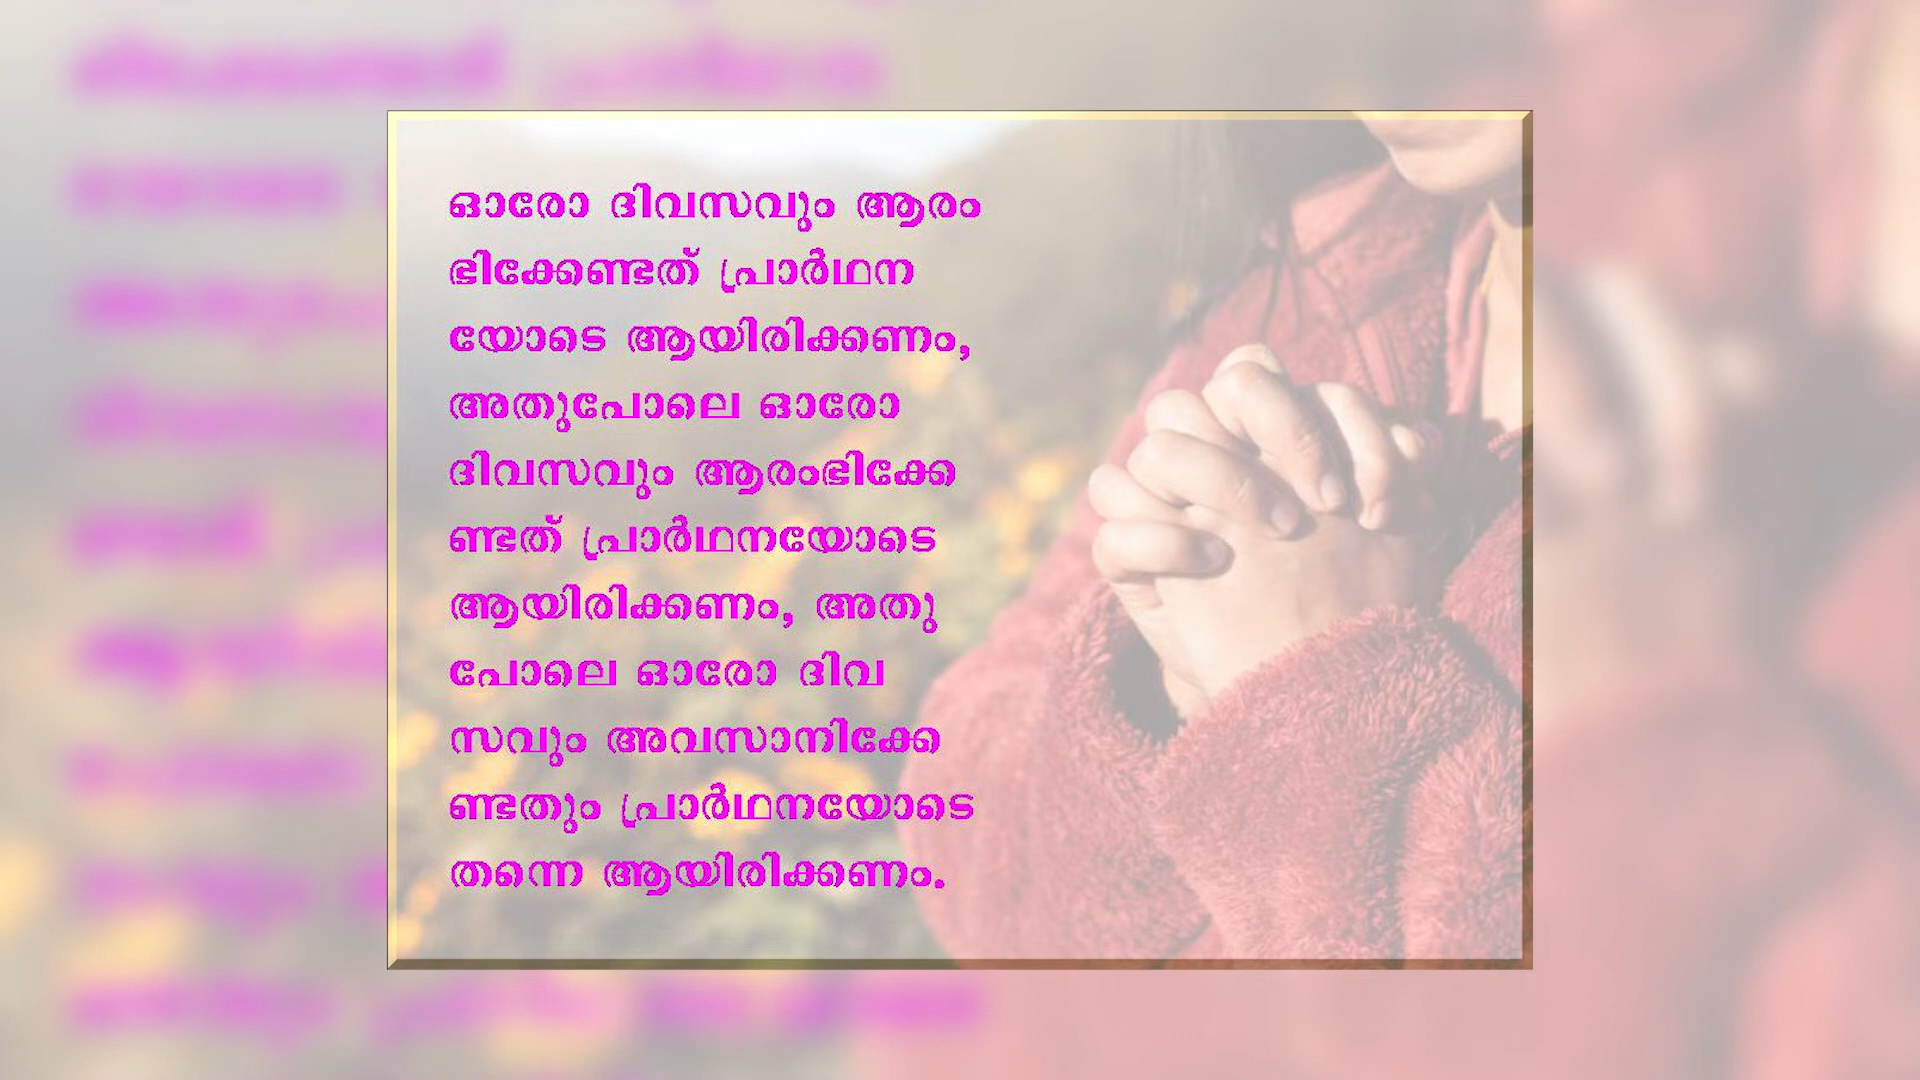 ഓരോ ദിവസവും ആരം
ഭിക്കേണ്ടത് പ്രാർഥന
യോടെ ആയിരിക്കണം,
അതുപോലെ ഓരോ
ദിവസവും ആരംഭിക്കേ
ണ്ടത് പ്രാർഥനയോടെ
ആയിരിക്കണം, അതു
പോലെ ഓരോ ദിവ
സവും അവസാനിക്കേ
ണ്ടതും പ്രാർഥനയോടെ
തന്നെ ആയിരിക്കണം.